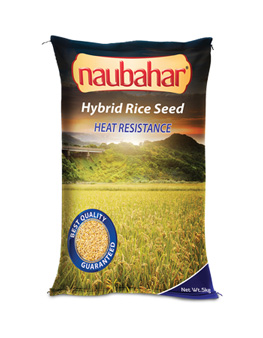 naubahar
Hybrid Rice Seed
HEAT RESISTANCE
BEST QUALITY
GUARANTEED
Net Wt.5kg